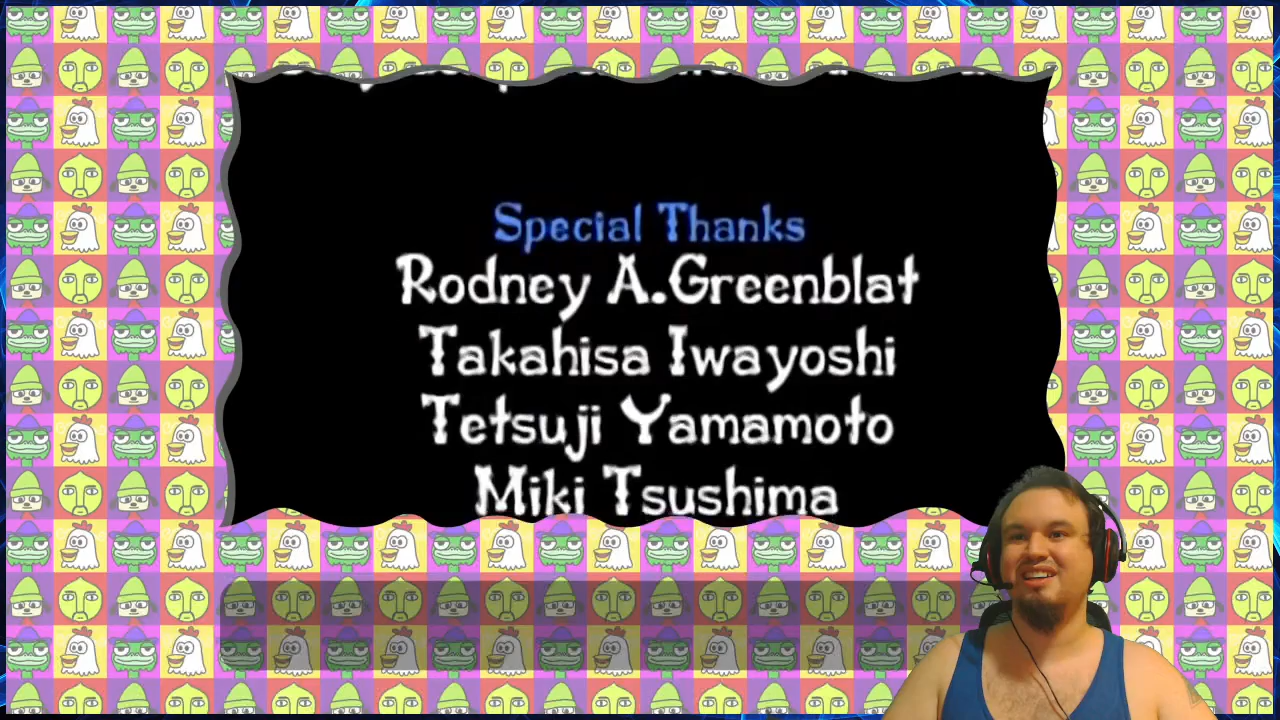 Special Thanks
Rodney A.Greenblat
Takahisa Iwayoshi
Tetsuji Yamamoto
Miki Tsushima